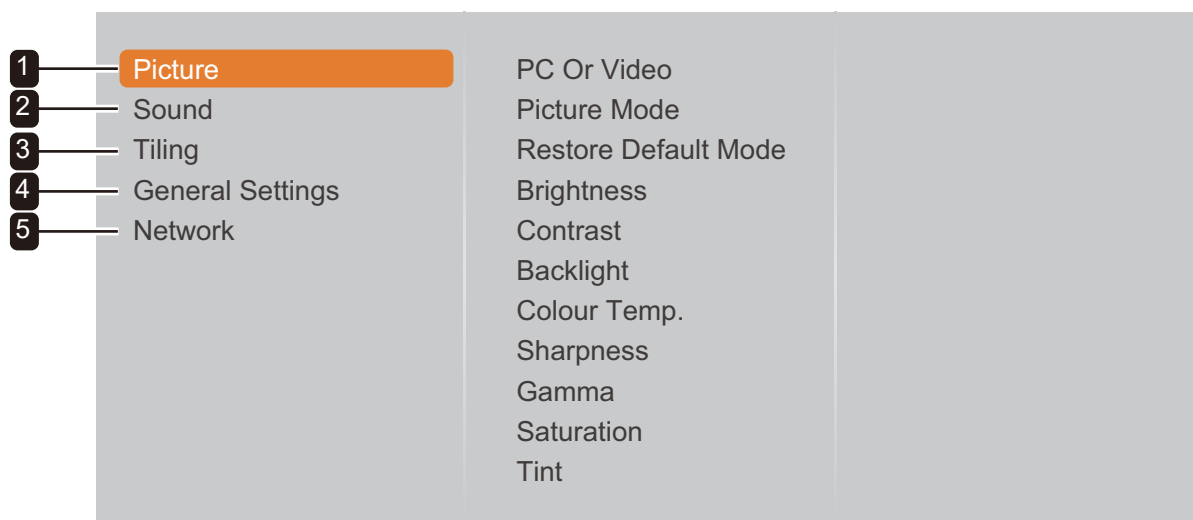 1 Picture
2 Sound
3 Tiling
4 General Settings
5 Network
PC Or Video
Picture Mode
Restore Default Mode
Brightness
Contrast
Backlight
Colour Temp.
Sharpness
Gamma
Saturation
Tint